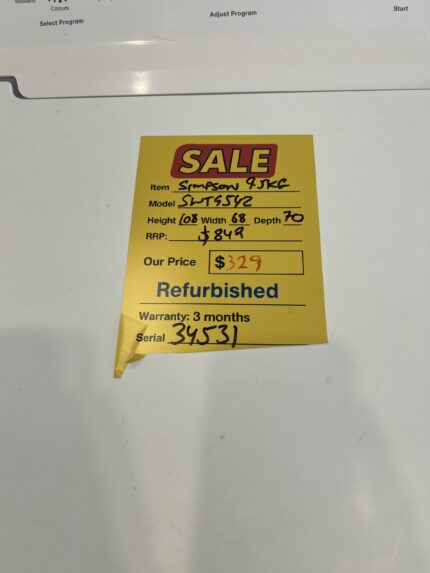 Woollens
Colours
Select Program
Adjust Program
Start
SALE
Item Simpson 9.5KG
Model SWT9542
Height 108 Width 68 Depth 70
RRP: $849
Our Price $329
Refurbished
Warranty: 3 months
Serial 34531